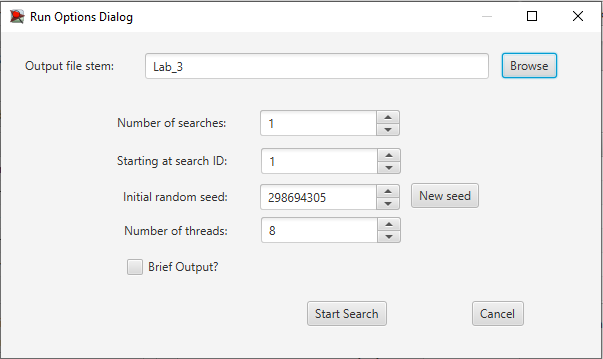 Run Options Dialog
Output file stem: Lab_3 Browse
Number of searches: 1
Starting at search ID: 1
Initial random seed: 298694305 New seed
Number of threads: 8
Brief Output?
Start Search Cancel